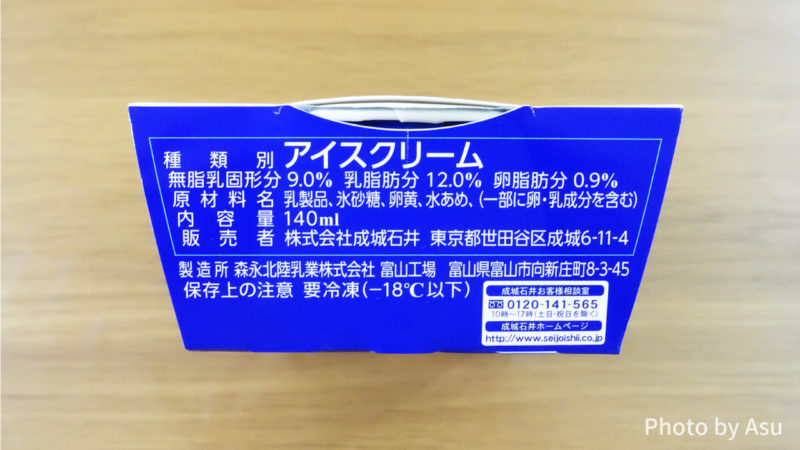 種類別 アイスクリーム
無脂乳固形分 9.0% 乳脂肪分 12.0% 卵脂肪分 0.9%
原材料名 乳製品、氷砂糖、卵黄、水あめ、(一部に卵・乳成分を含む)
内容量 140ml
販売者 株式会社成城石井 東京都世田谷区成城6-11-4
製造所 森永北陸乳業株式会社 富山工場 富山県富山市向新庄町8-3-45
保存上の注意 要冷凍(−18℃以下)
成城石井お客様相談室
0120-141-565
10時〜17時(土日・祝日を除く)
成城石井ホームページ
http://www.seijoishii.co.jp
Photo by Asu